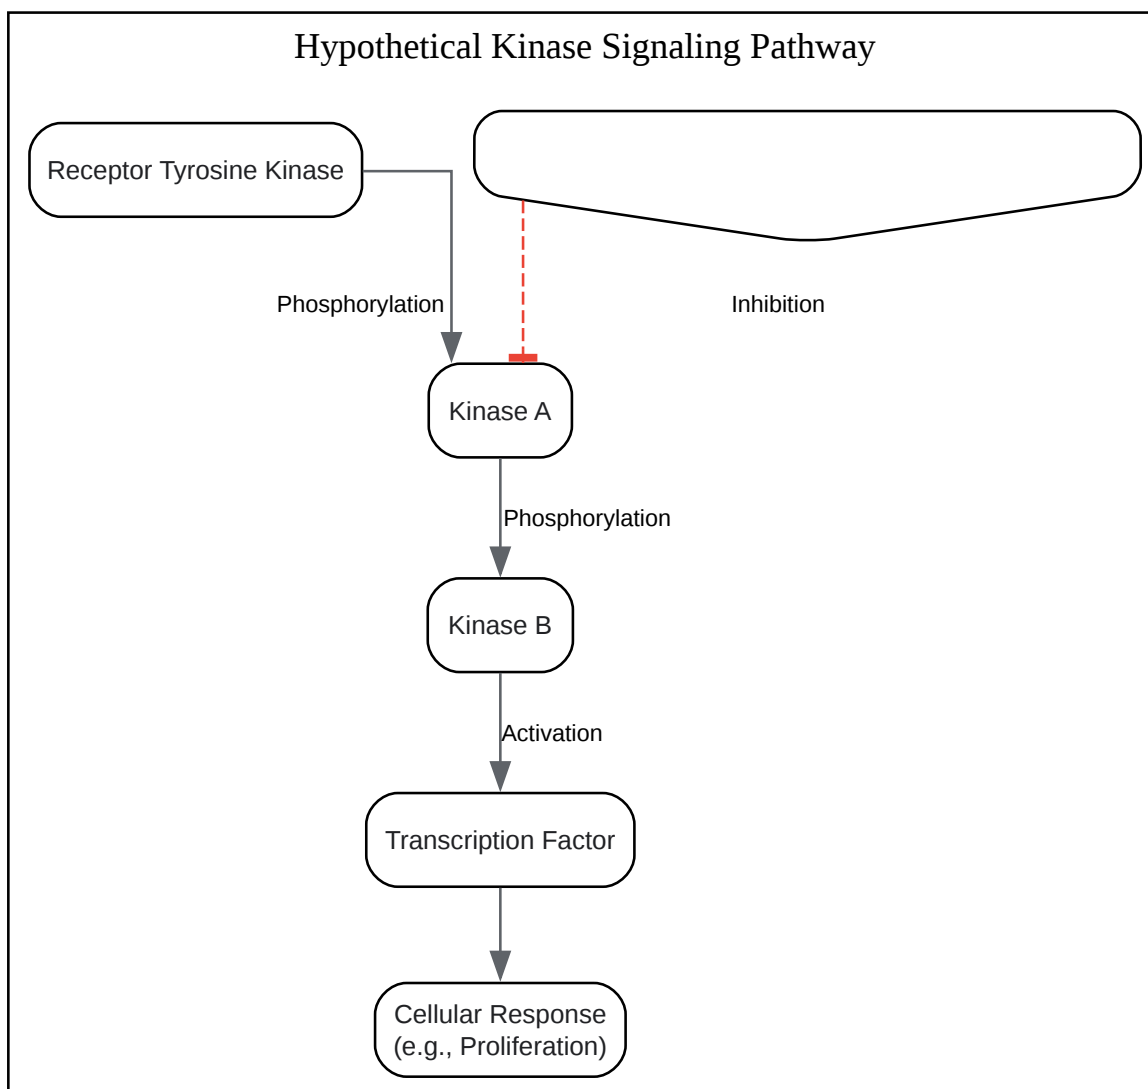 Hypothetical Kinase Signaling Pathway
Receptor Tyrosine Kinase
Phosphorylation
Inhibition
Kinase A
Phosphorylation
Kinase B
Activation
Transcription Factor
Cellular Response
(e.g., Proliferation)